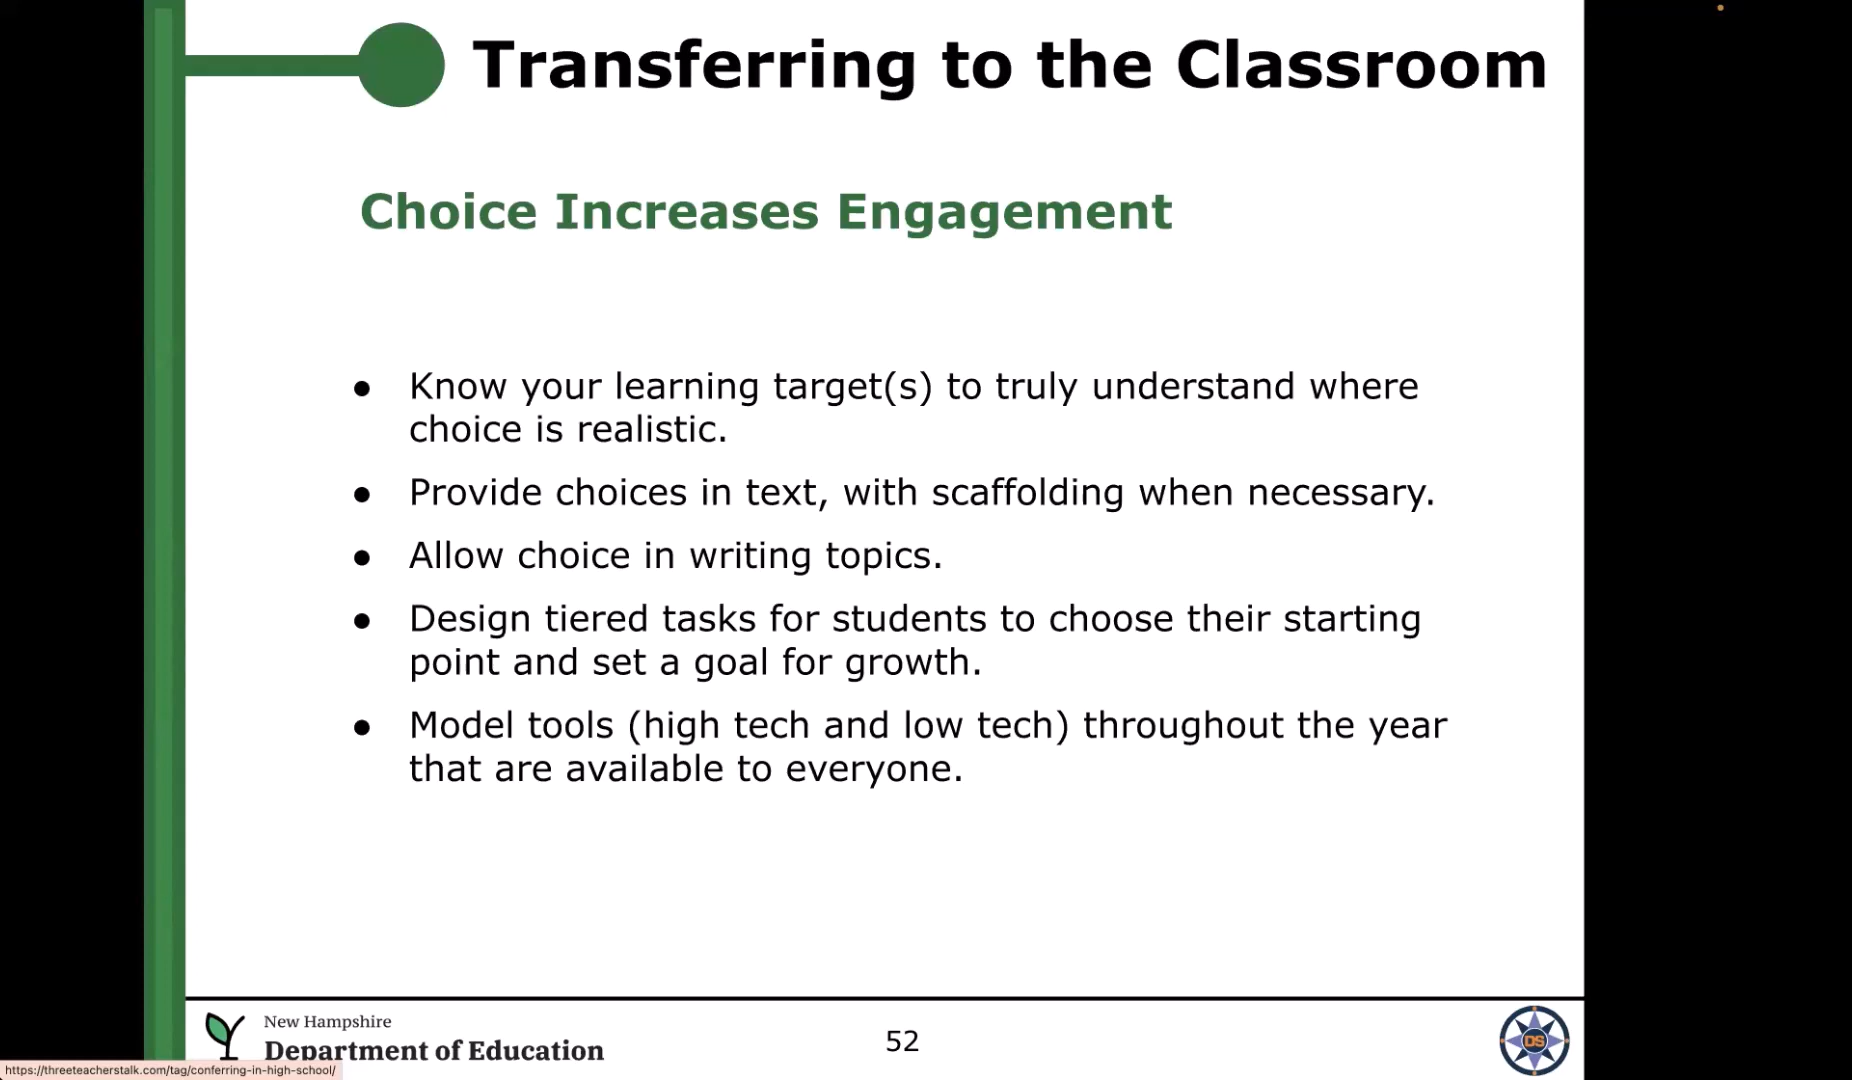 Transferring to the Classroom
Choice Increases Engagement
● Know your learning target(s) to truly understand where
choice is realistic.
● Provide choices in text, with scaffolding when necessary.
● Allow choice in writing topics.
● Design tiered tasks for students to choose their starting
point and set a goal for growth.
● Model tools (high tech and low tech) throughout the year
that are available to everyone.
New Hampshire
Department of Education
52
DS
https://threeteacherstalk.com/tag/conferring-in-high-school/